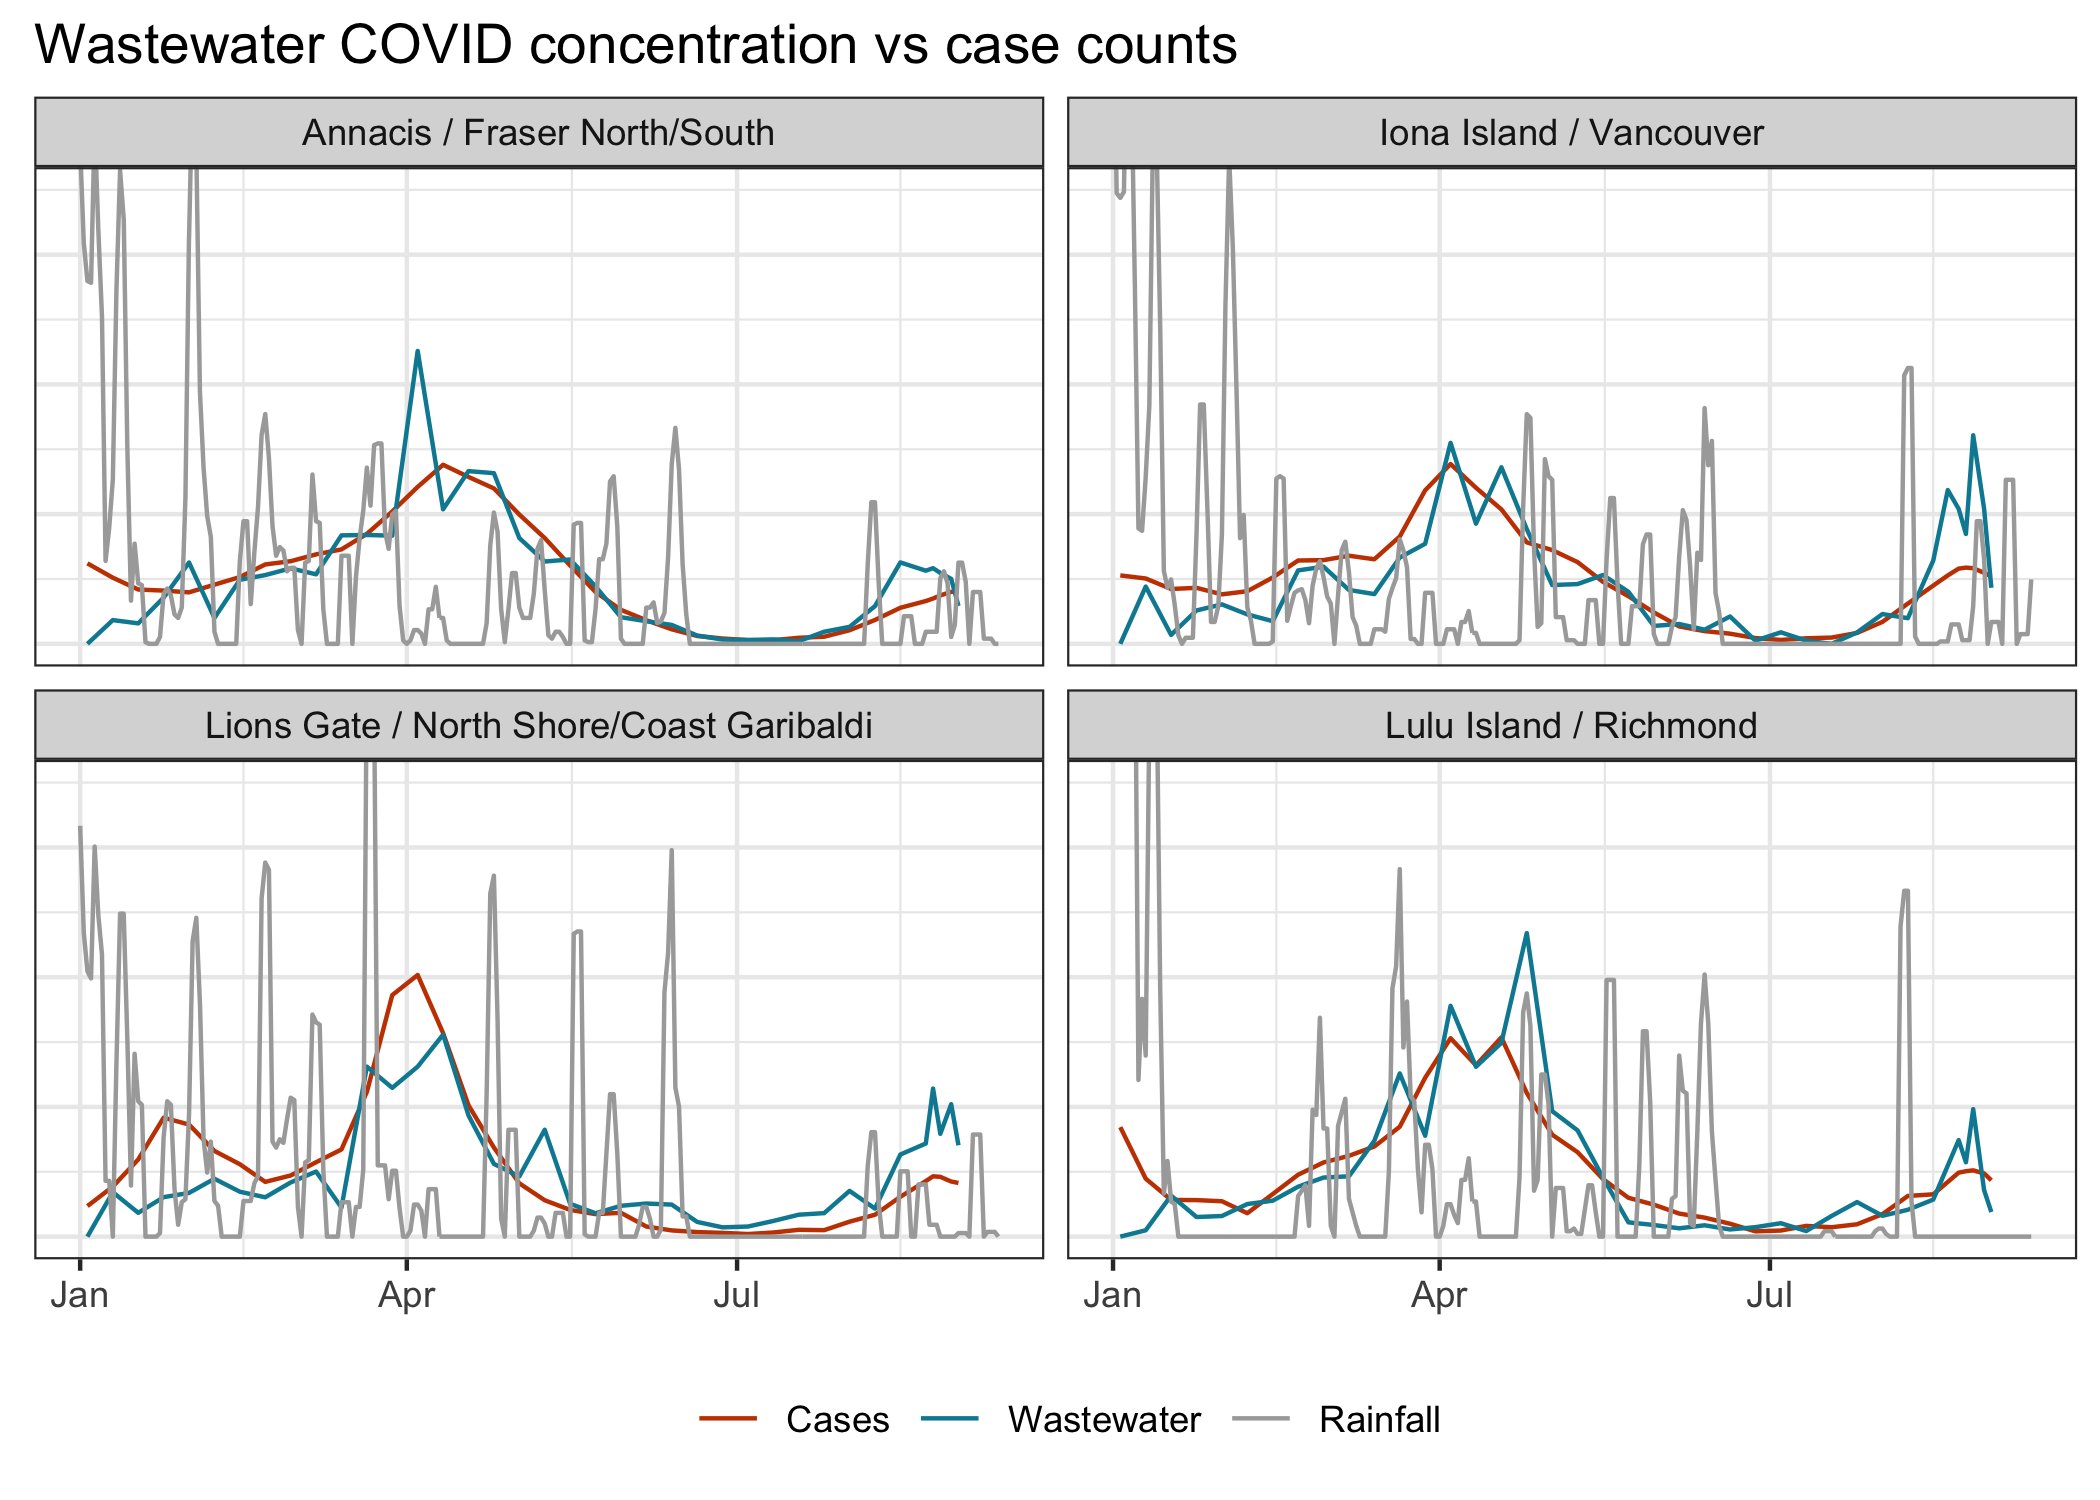 Wastewater COVID concentration vs case counts
Annacis / Fraser North/South
Iona Island / Vancouver
Lions Gate / North Shore/Coast Garibaldi
Lulu Island / Richmond
Jan Apr Jul Jan Apr Jul
Cases Wastewater Rainfall